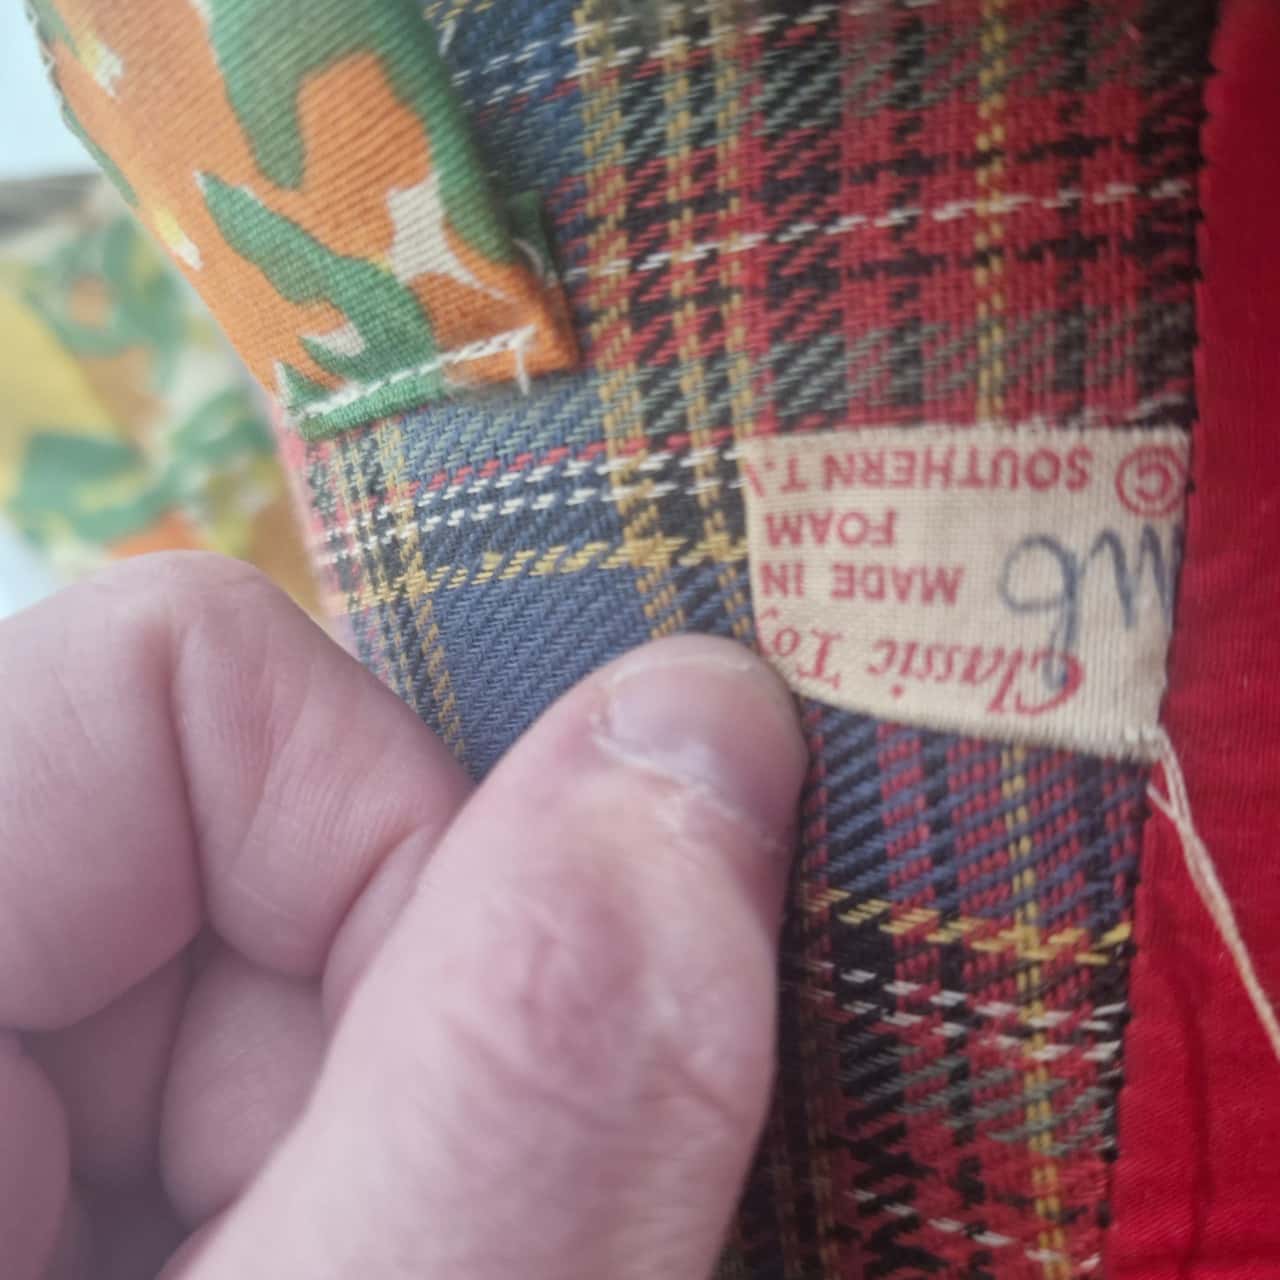 Classic Toy
MADE IN
FOAM
© SOUTHERN T.V